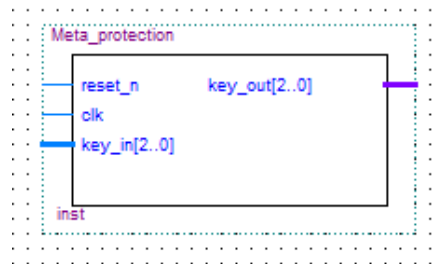 Meta_protection
reset_n key_out[2..0]
clk
key_in[2..0]
inst